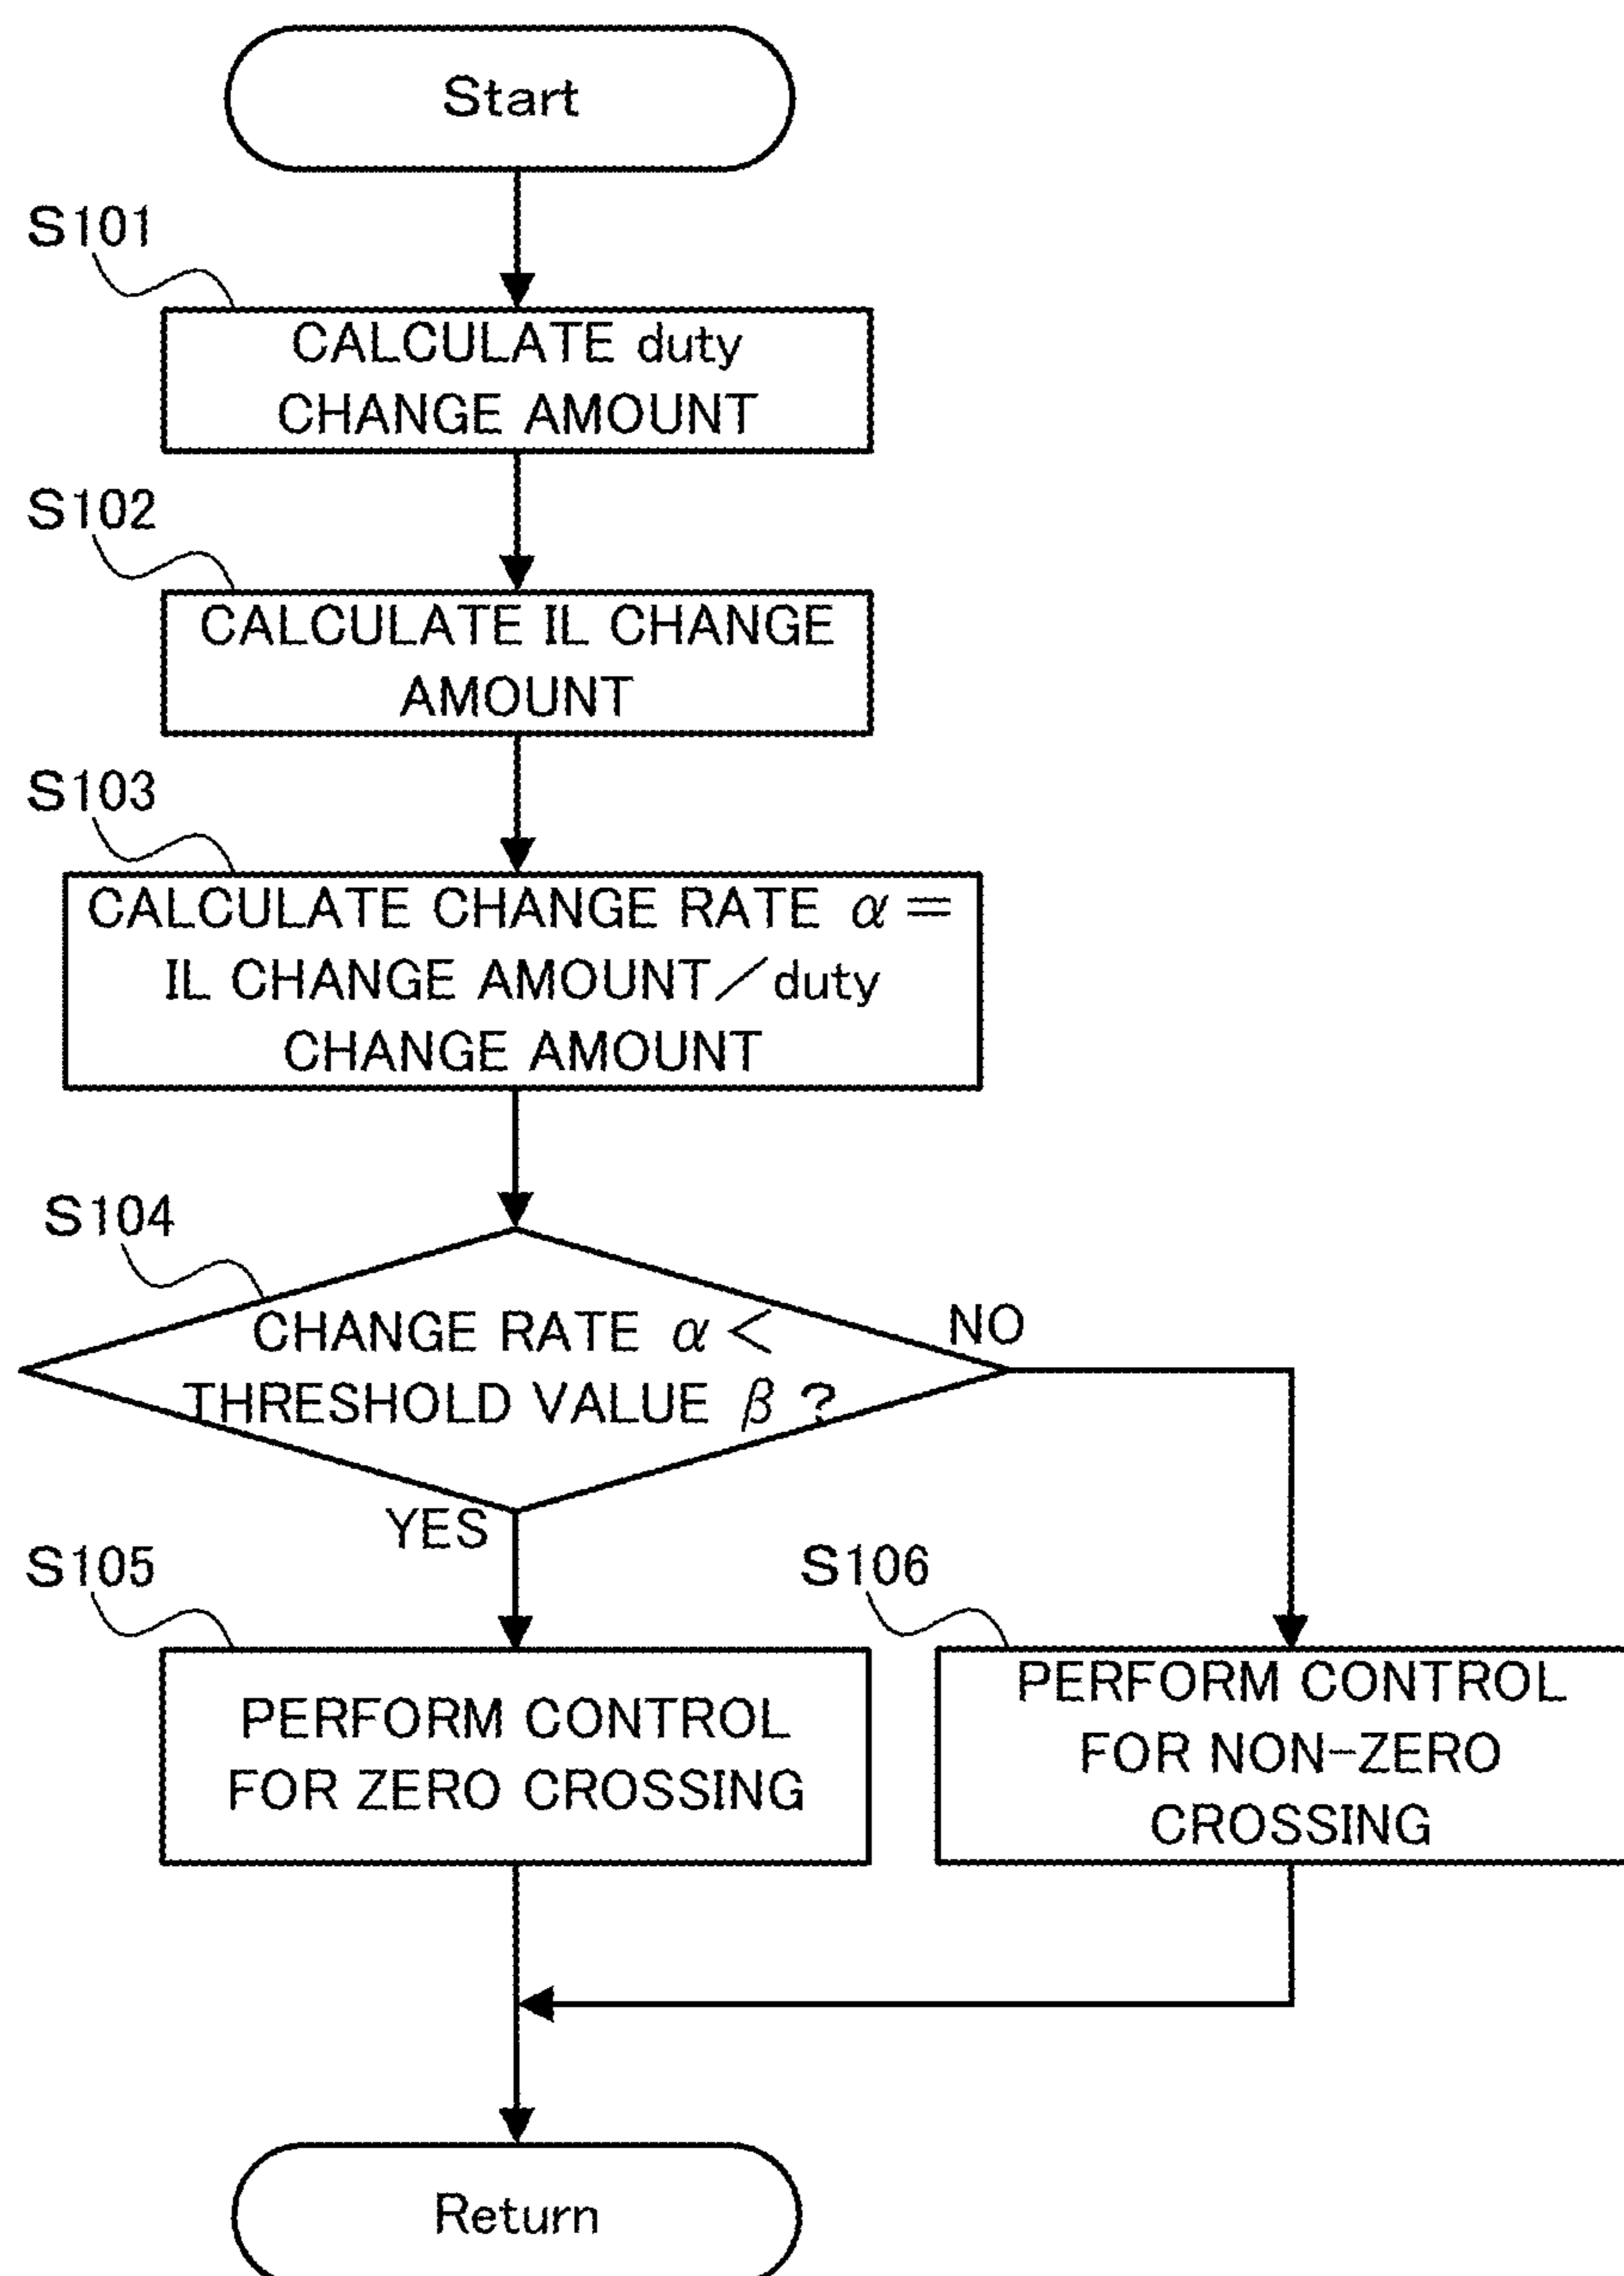 Start
S101
CALCULATE duty
CHANGE AMOUNT
S102
CALCULATE IL CHANGE
AMOUNT
S103
CALCULATE CHANGE RATE α=
IL CHANGE AMOUNT/duty
CHANGE AMOUNT
S104
CHANGE RATE α<
THRESHOLD VALUE β?
NO
YES
S105
PERFORM CONTROL
FOR ZERO CROSSING
S106
PERFORM CONTROL
FOR NON-ZERO
CROSSING
Return